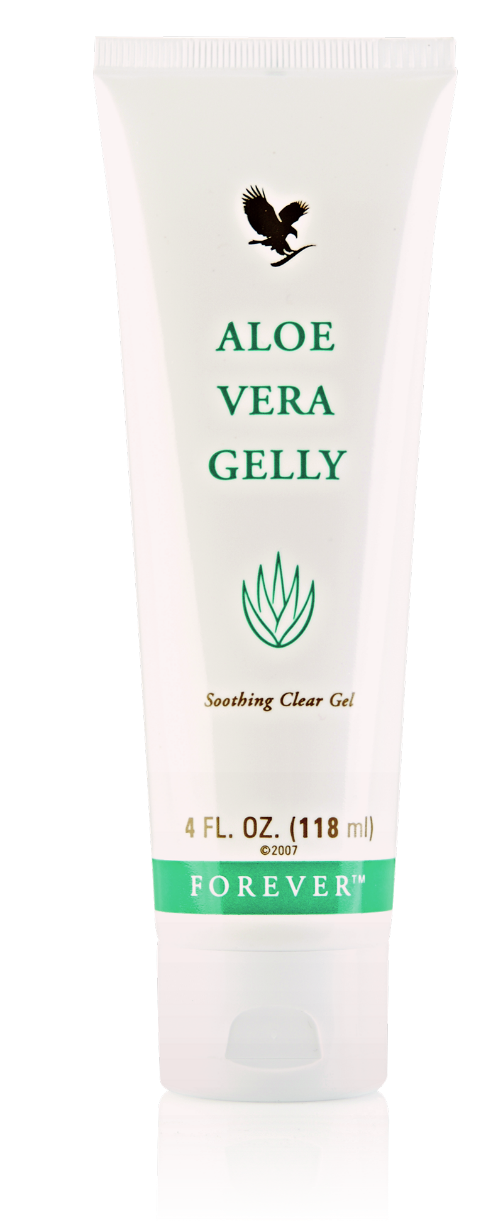 ALOE
VERA
GELLY
Soothing Clear Gel
4 FL. OZ. (118 ml)
©2007
FOREVER™